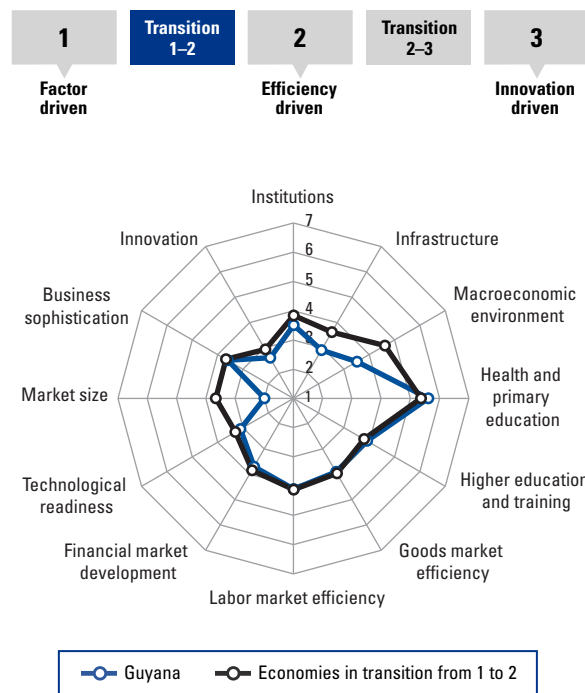 1
Transition
1–2
2
Transition
2–3
3
Factor
driven
Efficiency
driven
Innovation
driven
Institutions
Innovation
Infrastructure
Business
sophistication
Macroeconomic
environment
Market size
Health and
primary
education
Technological
readiness
Higher education
and training
Financial market
development
Goods market
efficiency
Labor market efficiency
7
6
5
4
3
2
1
Guyana
Economies in transition from 1 to 2